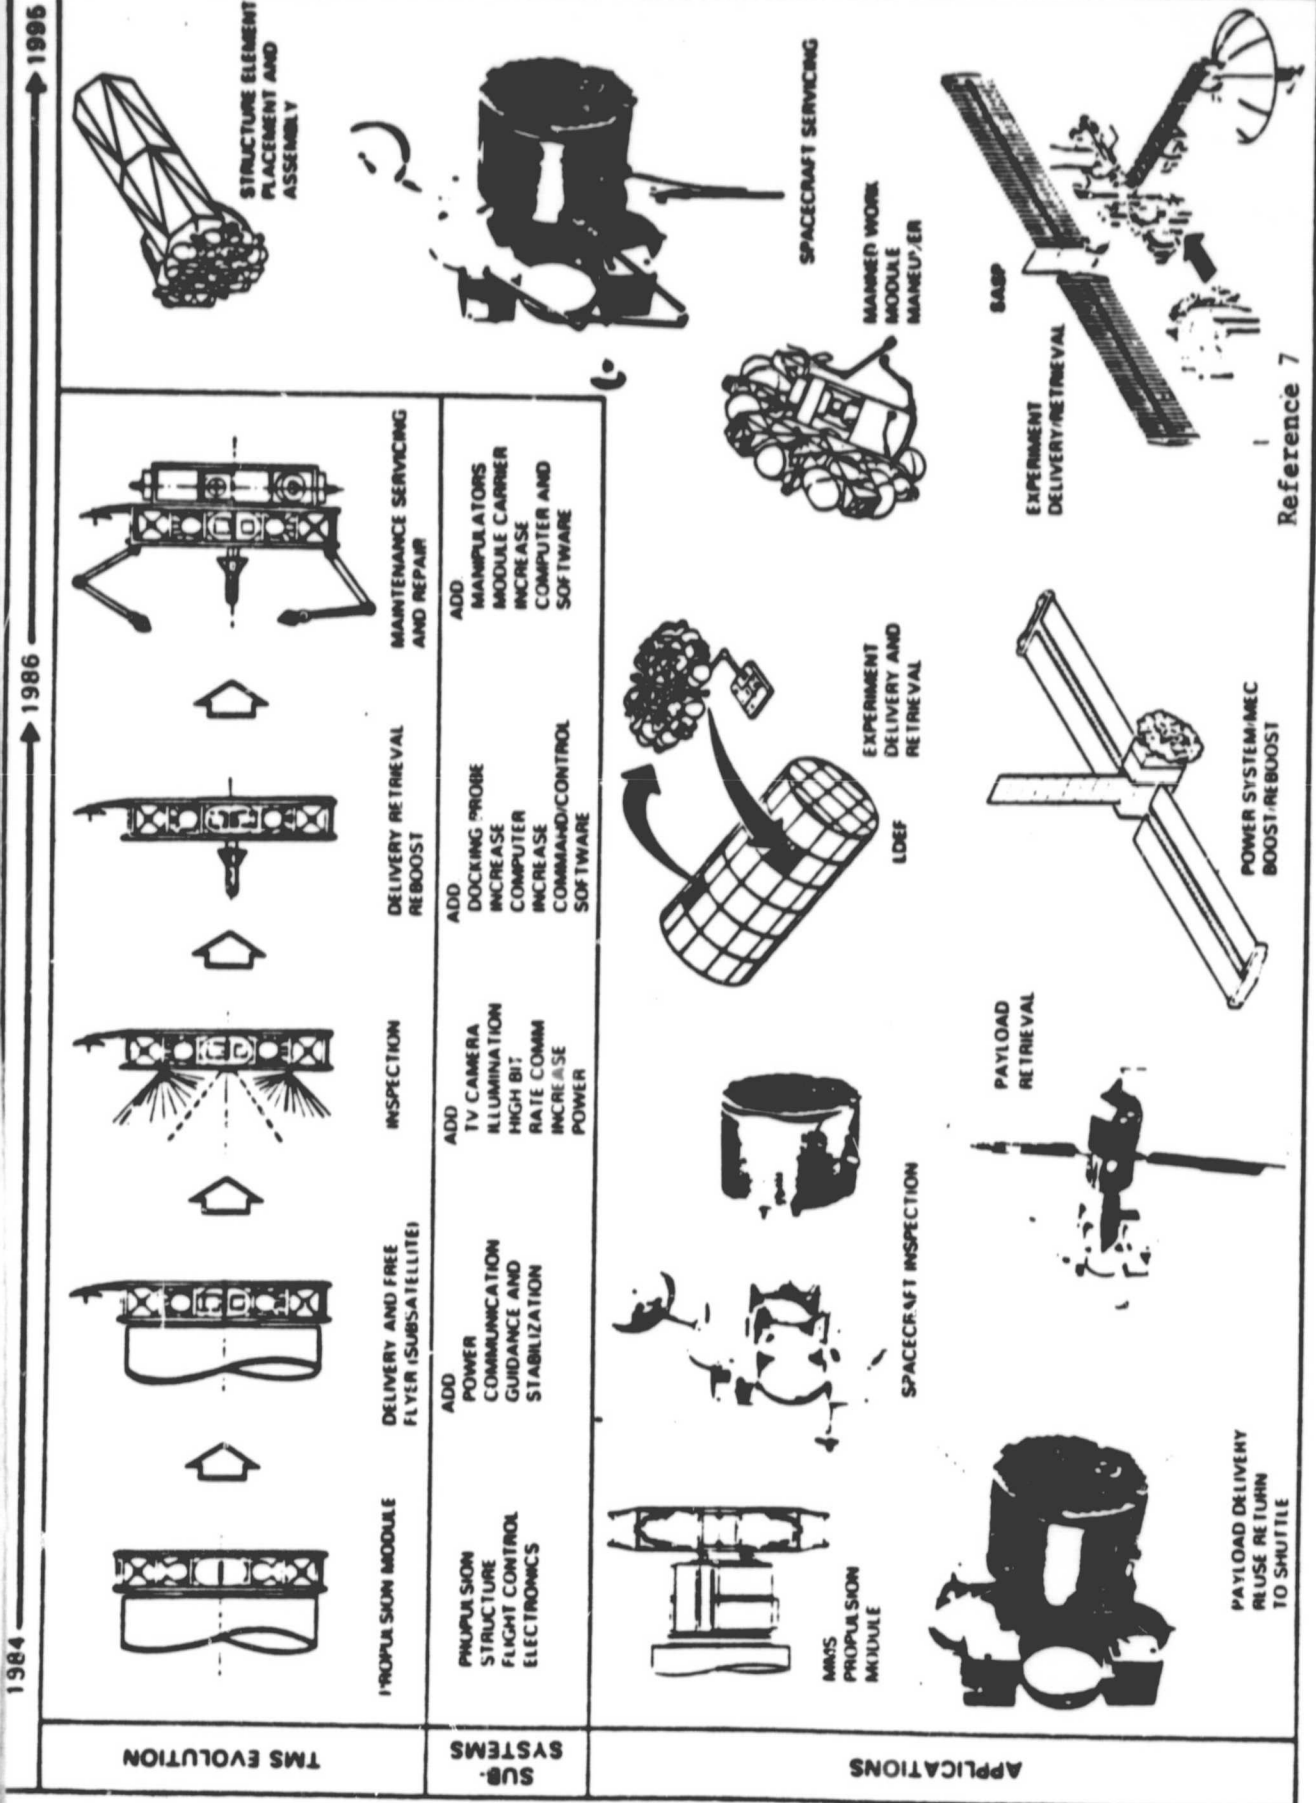 1984
1986
1995
TMS EVOLUTION
PROPULSION MODULE
DELIVERY AND FREE
FLYER (SUBSATELLITE)
INSPECTION
DELIVERY RETRIEVAL
REBOOST
MAINTENANCE SERVICING
AND REPAIR
STRUCTURE ELEMENT
PLACEMENT AND
ASSEMBLY
SUB-
SYSTEMS
PROPULSION
STRUCTURE
FLIGHT CONTROL
ELECTRONICS
ADD
POWER
COMMUNICATION
GUIDANCE AND
STABILIZATION
ADD
TV CAMERA
ILLUMINATION
HIGH BIT
RATE COMM
INCREASE
POWER
ADD
DOCKING PROBE
INCREASE
COMPUTER
INCREASE
COMMAND/CONTROL
SOFTWARE
ADD
MANIPULATORS
MODULE CARRIER
INCREASE
COMPUTER AND
SOFTWARE
APPLICATIONS
MMS
PROPULSION
MODULE
SPACECRAFT INSPECTION
LDEF
EXPERIMENT
DELIVERY AND
RETRIEVAL
MANNED WORK
MODULE
MANEUVER
SPACECRAFT SERVICING
PAYLOAD DELIVERY
REUSE RETURN
TO SHUTTLE
PAYLOAD
RETRIEVAL
POWER SYSTEM/MEC
BOOST/REBOOST
EXPERIMENT
DELIVERY/RETRIEVAL
SASP
Reference 7